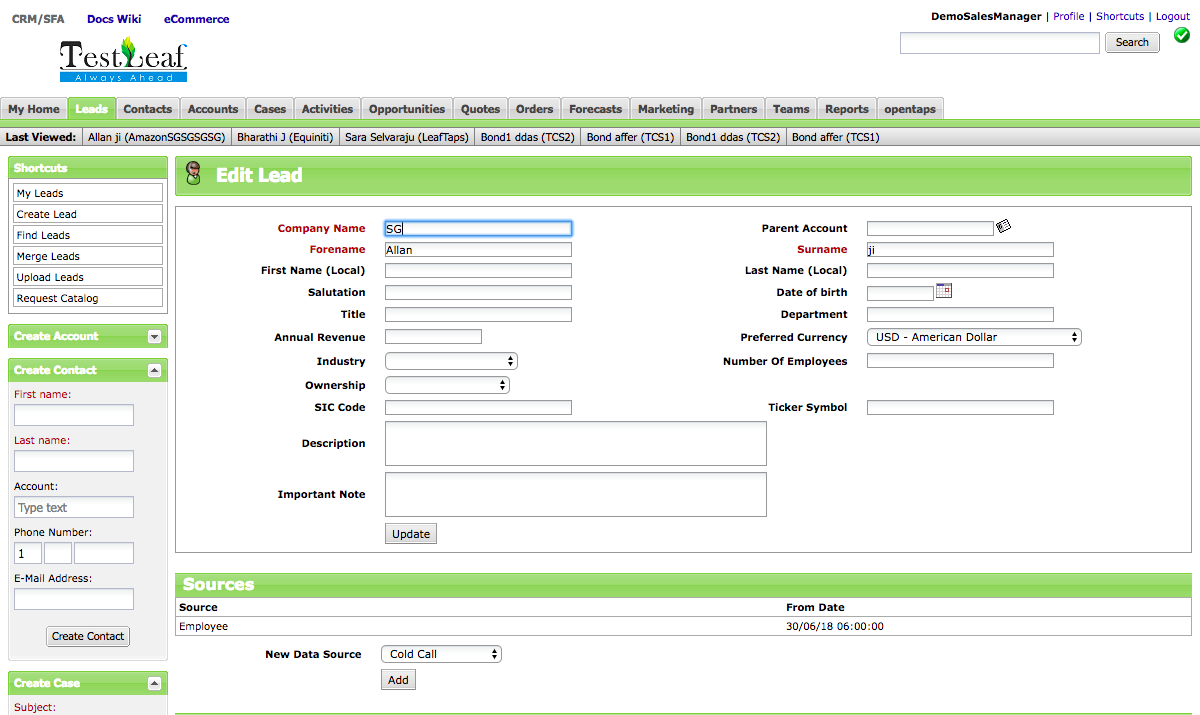 CRM/SFA Docs Wiki eCommerce
DemoSalesManager | Profile | Shortcuts | Logout
TestLeaf
Always Ahead
Search
My Home Leads Contacts Accounts Cases Activities Opportunities Quotes Orders Forecasts Marketing Partners Teams Reports opentaps
Last Viewed: Allan ji (AmazonSGSGSGSG) Bharathi J (Equiniti) Sara Selvaraju (LeafTaps) Bond1 ddas (TCS2) Bond affer (TCS1) Bond1 ddas (TCS2) Bond affer (TCS1)
Shortcuts
My Leads
Create Lead
Find Leads
Merge Leads
Upload Leads
Request Catalog
Create Account
Create Contact
First name:
Last name:
Account:
Type text
Phone Number:
1
E-Mail Address:
Create Contact
Create Case
Subject:
Edit Lead
Company Name SG Parent Account
Forename Allan Surname ji
First Name (Local) Last Name (Local)
Salutation Date of birth
Title Department
Annual Revenue Preferred Currency USD - American Dollar
Industry Number Of Employees
Ownership
SIC Code Ticker Symbol
Description
Important Note
Update
Sources
Source From Date
Employee 30/06/18 06:00:00
New Data Source Cold Call
Add